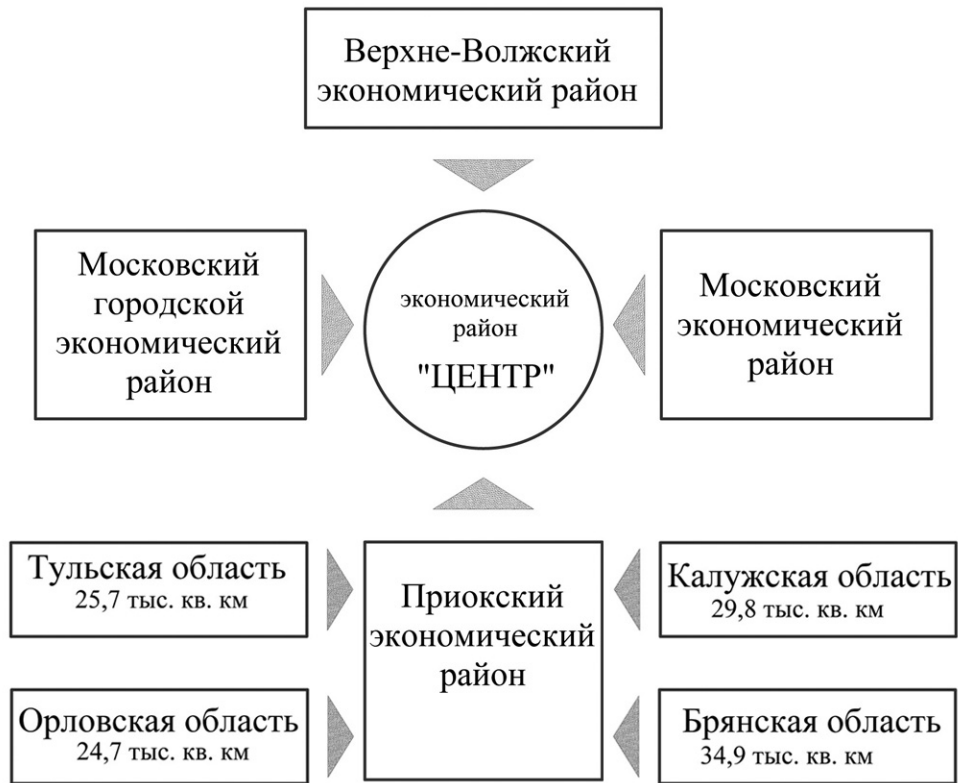 Верхне-Волжский
экономический район
Московский
городской
экономический
район
экономический
район
"ЦЕНТР"
Московский
экономический
район
Тульская область
25,7 тыс. кв. км
Приокский
экономический
район
Калужская область
29,8 тыс. кв. км
Орловская область
24,7 тыс. кв. км
Брянская область
34,9 тыс. кв. км